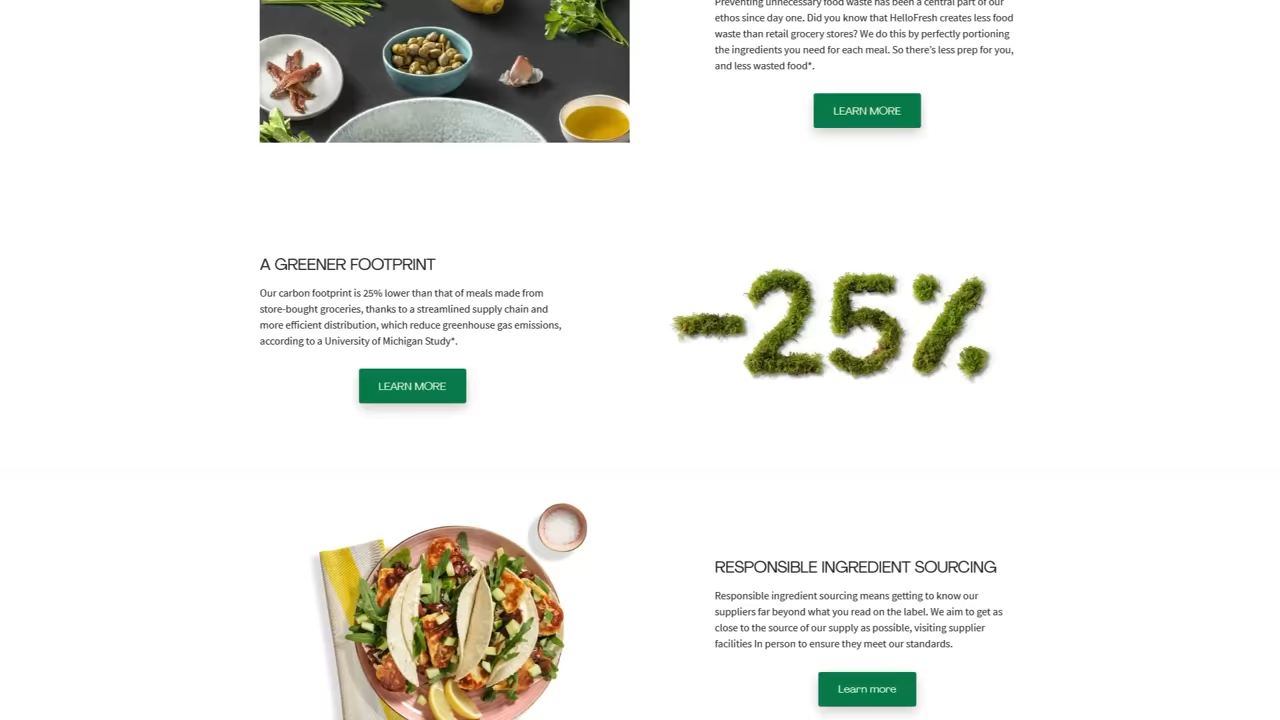 Preventing unnecessary food waste has been a central part of our
ethos since day one. Did you know that HelloFresh creates less food
waste than retail grocery stores? We do this by perfectly portioning
the ingredients you need for each meal. So there's less prep for you,
and less wasted food*.
LEARN MORE
A GREENER FOOTPRINT
Our carbon footprint is 25% lower than that of meals made from
store-bought groceries, thanks to a streamlined supply chain and
more efficient distribution, which reduce greenhouse gas emissions,
according to a University of Michigan Study*.
LEARN MORE
-25%
RESPONSIBLE INGREDIENT SOURCING
Responsible ingredient sourcing means getting to know our
suppliers far beyond what you read on the label. We aim to get as
close to the source of our supply as possible, visiting supplier
facilities In person to ensure they meet our standards.
Learn more